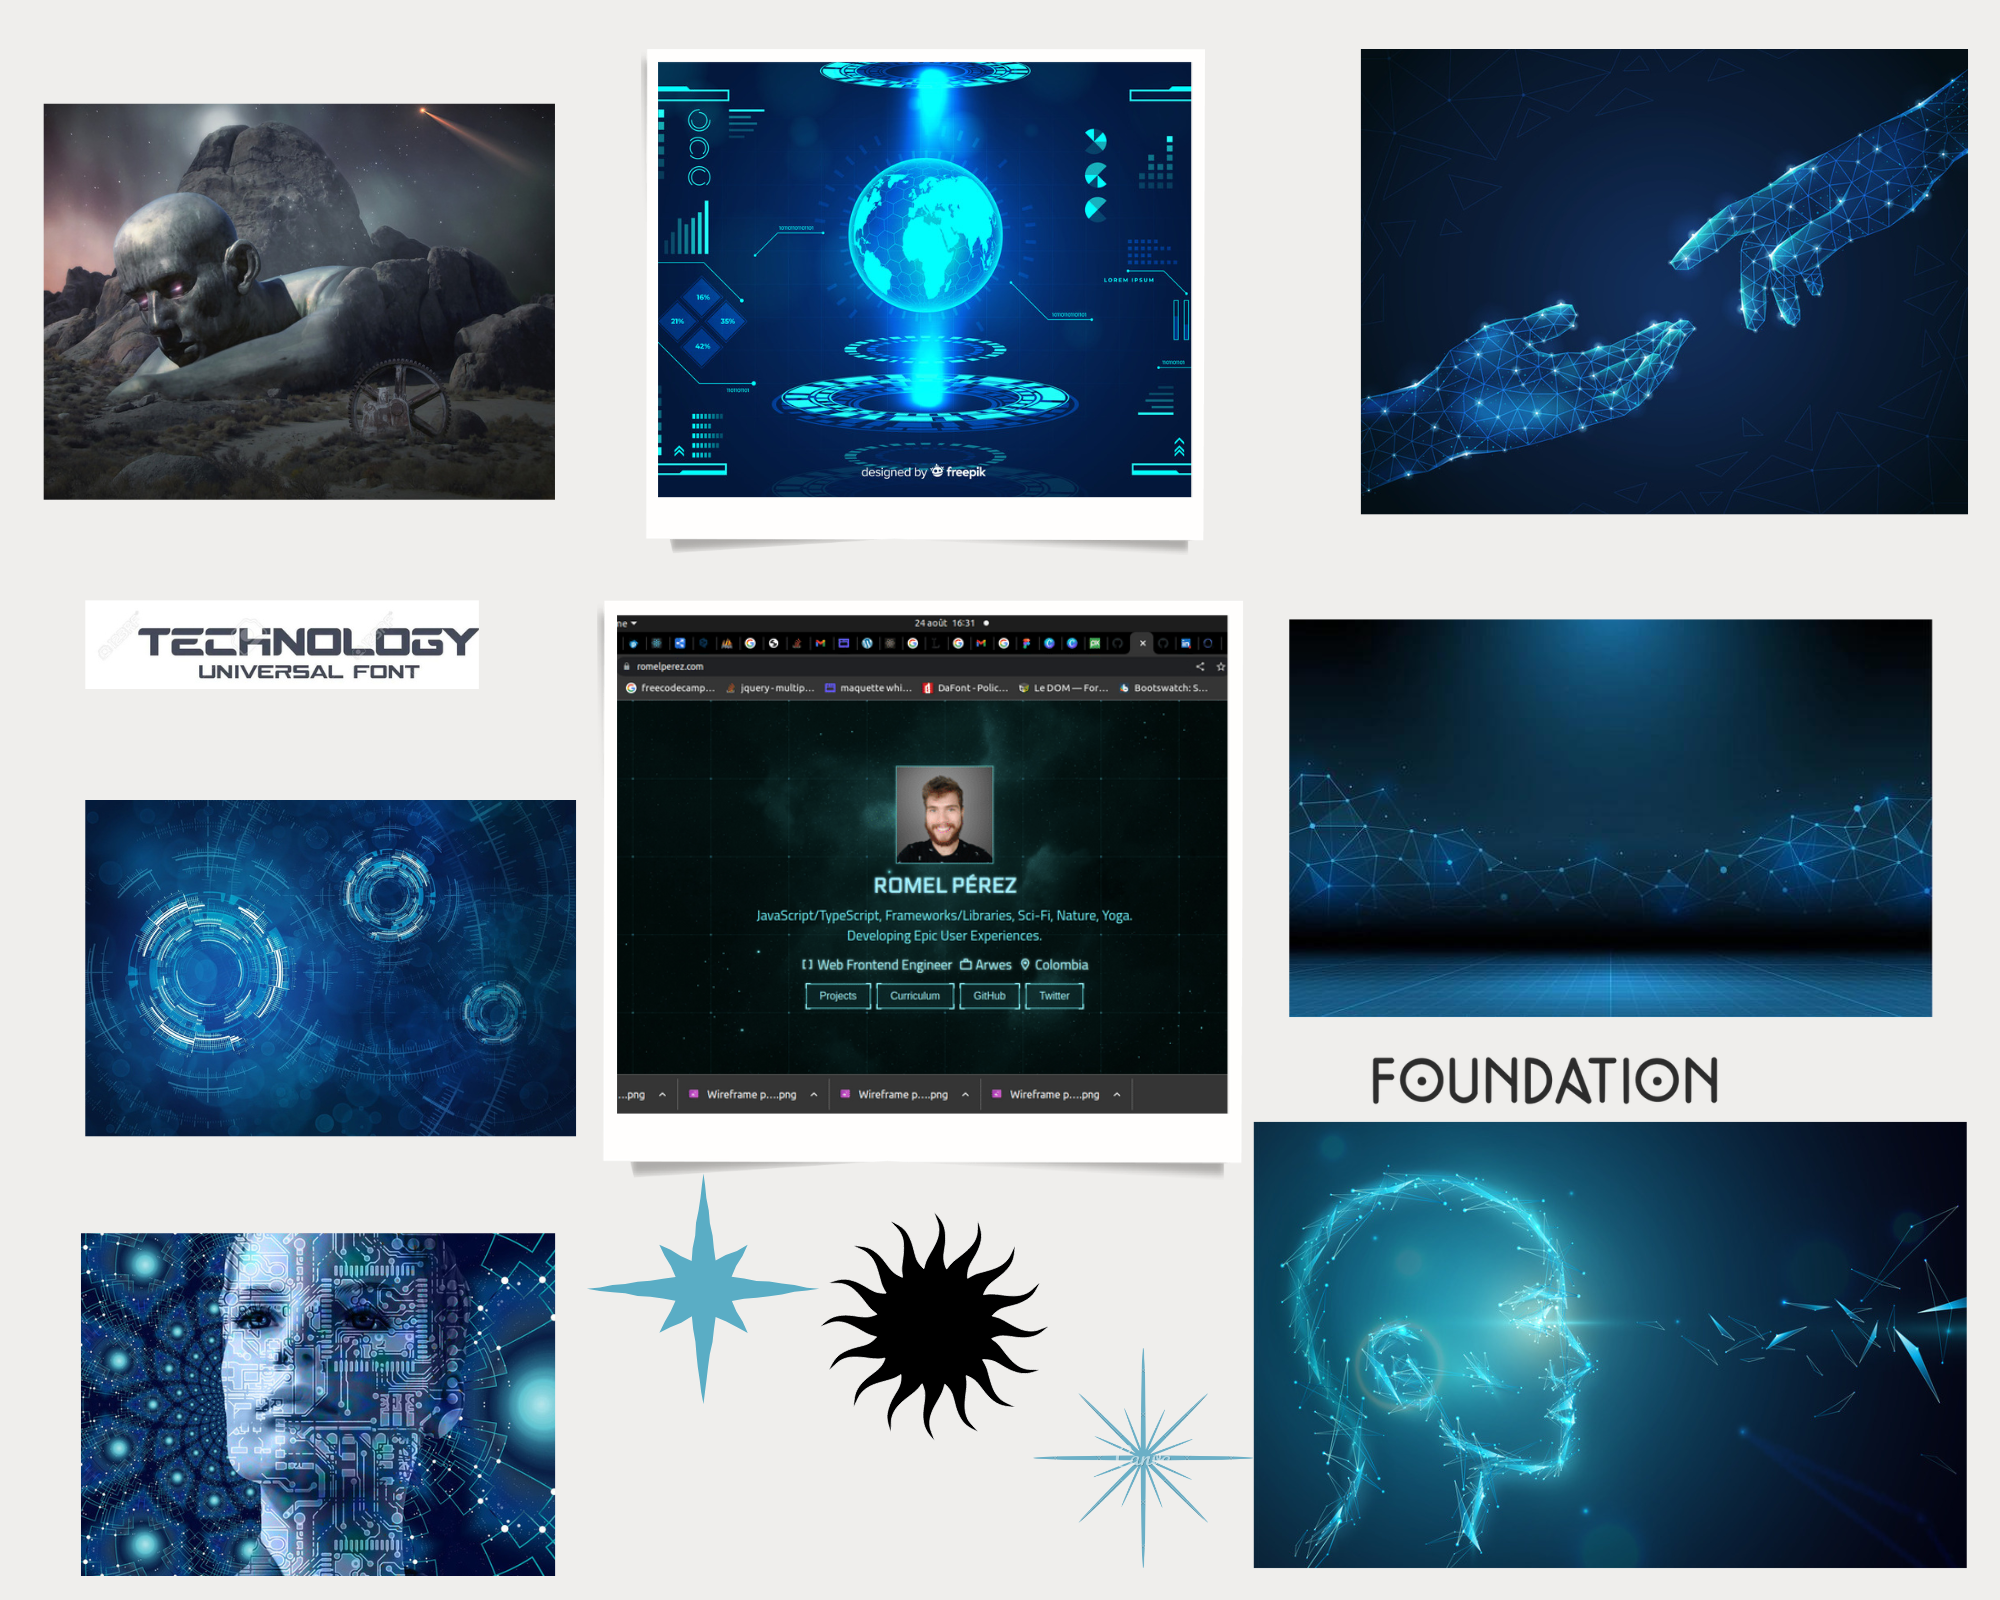 10101010101
16%
21%
35%
42%
LOREM IPSUM
designed by freepik
TECHNOLOGY
UNIVERSAL FONT
24 août 16:31
romelperez.com
freecodecamp...
jquery - multip...
maquette whi...
DaFont - Polic...
Le DOM — For...
Bootswatch: S...
ROMEL PÉREZ
JavaScript/TypeScript, Frameworks/Libraries, Sci-Fi, Nature, Yoga.
Developing Epic User Experiences.
Web Frontend Engineer Arwes Colombia
Projects
Curriculum
GitHub
Twitter
...png
Wireframe p....png
Wireframe p....png
Wireframe p....png
FOUNDATION
Canva